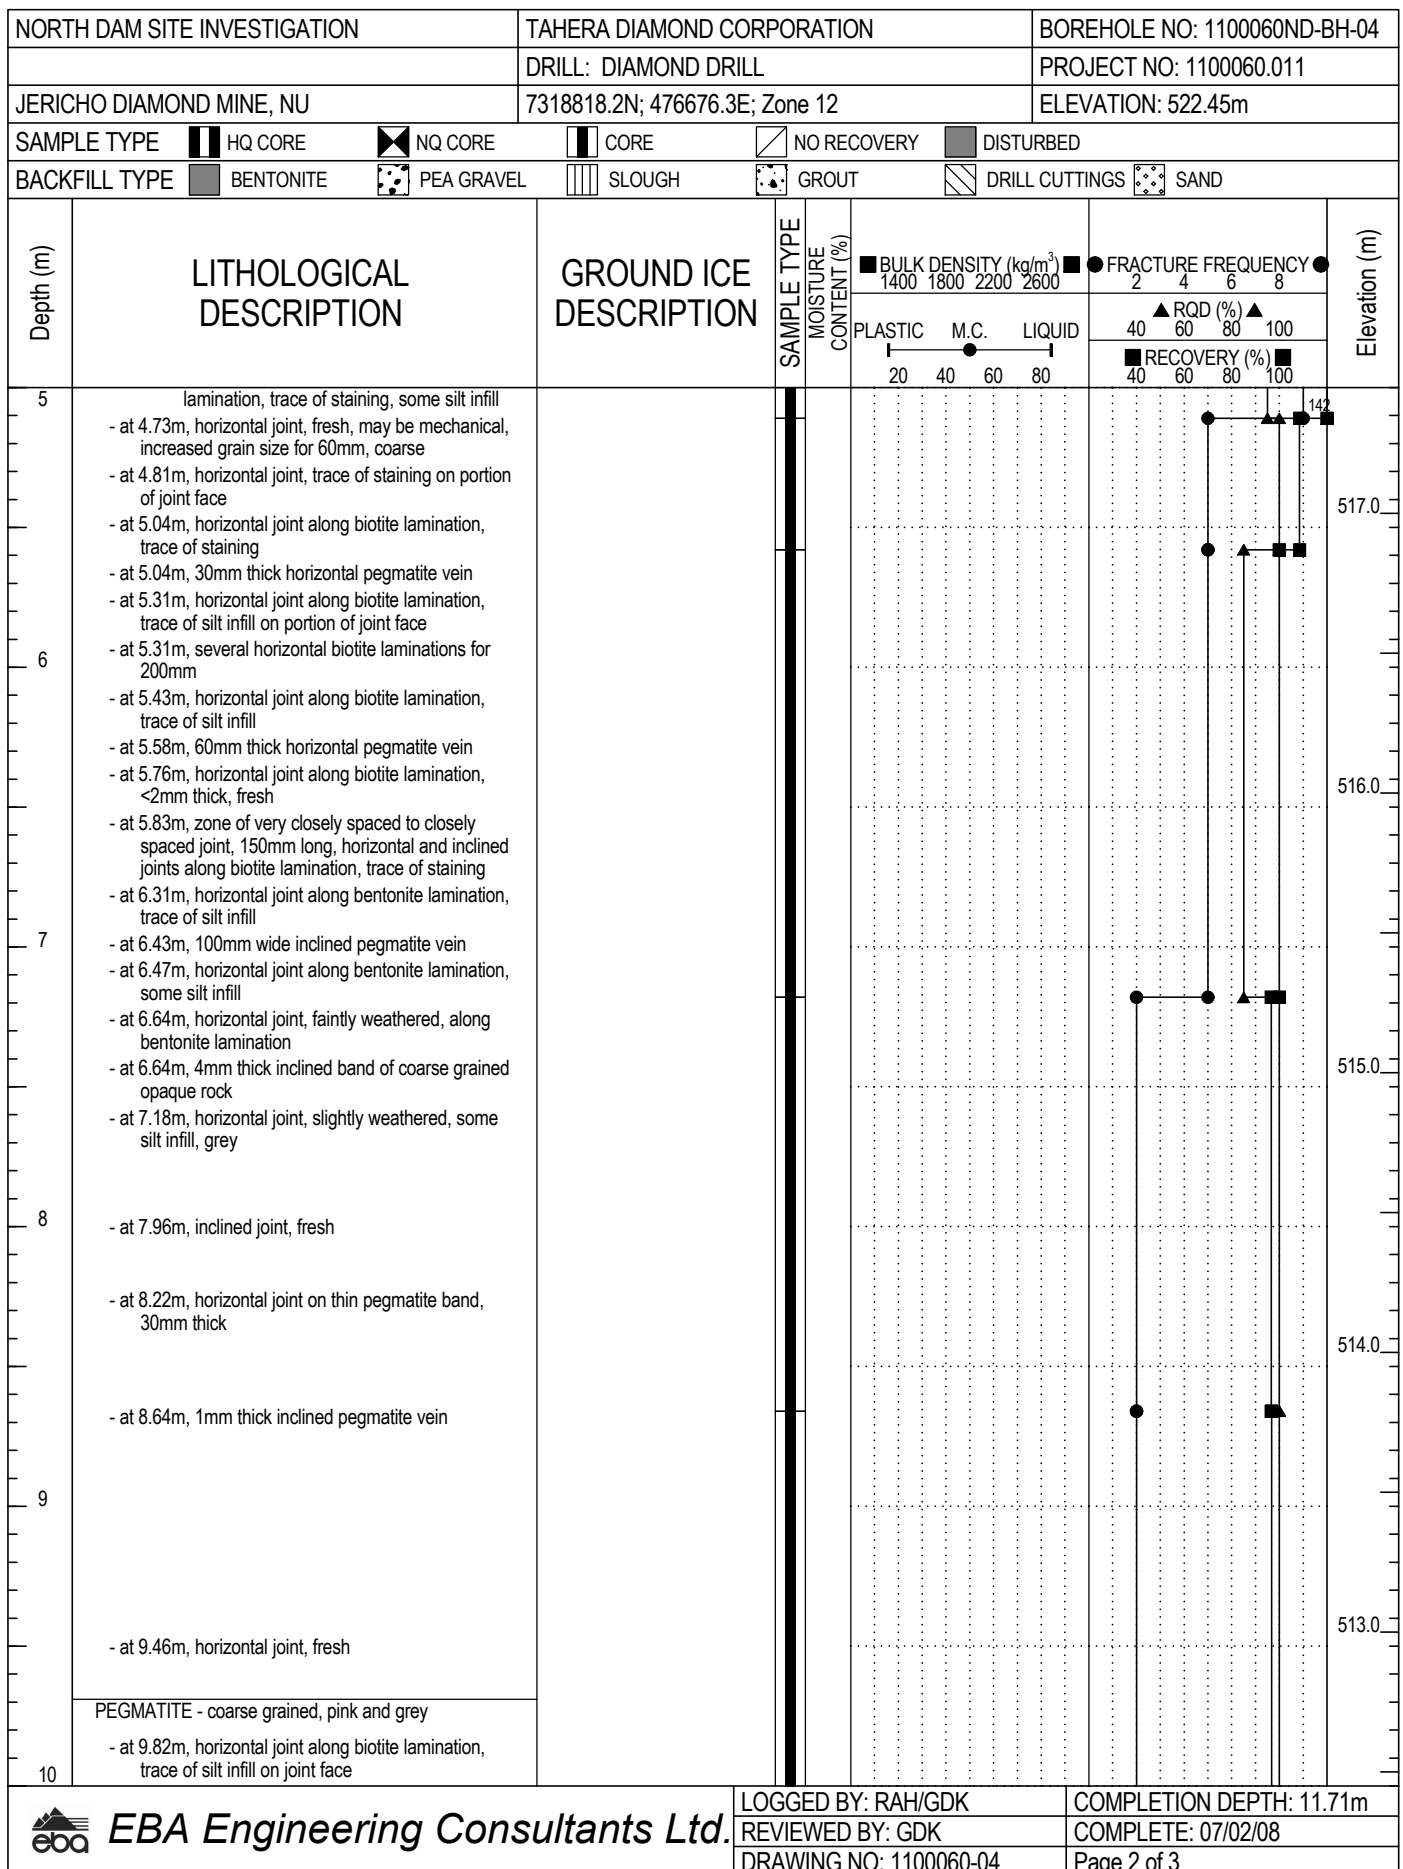 NORTH DAM SITE INVESTIGATION
TAHERA DIAMOND CORPORATION
BOREHOLE NO: 1100060ND-BH-04
DRILL: DIAMOND DRILL
PROJECT NO: 1100060.011
JERICHO DIAMOND MINE, NU
7318818.2N; 476676.3E; Zone 12
ELEVATION: 522.45m
SAMPLE TYPE HQ CORE NQ CORE CORE NO RECOVERY DISTURBED
BACKFILL TYPE BENTONITE PEA GRAVEL SLOUGH GROUT DRILL CUTTINGS SAND
Depth (m)
LITHOLOGICAL
DESCRIPTION
GROUND ICE
DESCRIPTION
SAMPLE TYPE
MOISTURE
CONTENT (%)
BULK DENSITY (kg/m³)
1400 1800 2200 2600
PLASTIC M.C. LIQUID
20 40 60 80
FRACTURE FREQUENCY
2 4 6 8
RQD (%)
40 60 80 100
RECOVERY (%)
40 60 80 100
Elevation (m)
5
142
lamination, trace of staining, some silt infill
- at 4.73m, horizontal joint, fresh, may be mechanical,
increased grain size for 60mm, coarse
- at 4.81m, horizontal joint, trace of staining on portion
of joint face
517.0
- at 5.04m, horizontal joint along biotite lamination,
trace of staining
- at 5.04m, 30mm thick horizontal pegmatite vein
- at 5.31m, horizontal joint along biotite lamination,
trace of silt infill on portion of joint face
- at 5.31m, several horizontal biotite laminations for
200mm
6
- at 5.43m, horizontal joint along biotite lamination,
trace of silt infill
- at 5.58m, 60mm thick horizontal pegmatite vein
- at 5.76m, horizontal joint along biotite lamination,
<2mm thick, fresh
516.0
- at 5.83m, zone of very closely spaced to closely
spaced joint, 150mm long, horizontal and inclined
joints along biotite lamination, trace of staining
- at 6.31m, horizontal joint along bentonite lamination,
trace of silt infill
7
- at 6.43m, 100mm wide inclined pegmatite vein
- at 6.47m, horizontal joint along bentonite lamination,
some silt infill
- at 6.64m, horizontal joint, faintly weathered, along
bentonite lamination
- at 6.64m, 4mm thick inclined band of coarse grained
opaque rock
515.0
- at 7.18m, horizontal joint, slightly weathered, some
silt infill, grey
8
- at 7.96m, inclined joint, fresh
- at 8.22m, horizontal joint on thin pegmatite band,
30mm thick
514.0
- at 8.64m, 1mm thick inclined pegmatite vein
9
513.0
- at 9.46m, horizontal joint, fresh
PEGMATITE - coarse grained, pink and grey
- at 9.82m, horizontal joint along biotite lamination,
trace of silt infill on joint face
10
eba
EBA Engineering Consultants Ltd.
LOGGED BY: RAH/GDK
COMPLETION DEPTH: 11.71m
REVIEWED BY: GDK
COMPLETE: 07/02/08
DRAWING NO: 1100060-04
Page 2 of 3